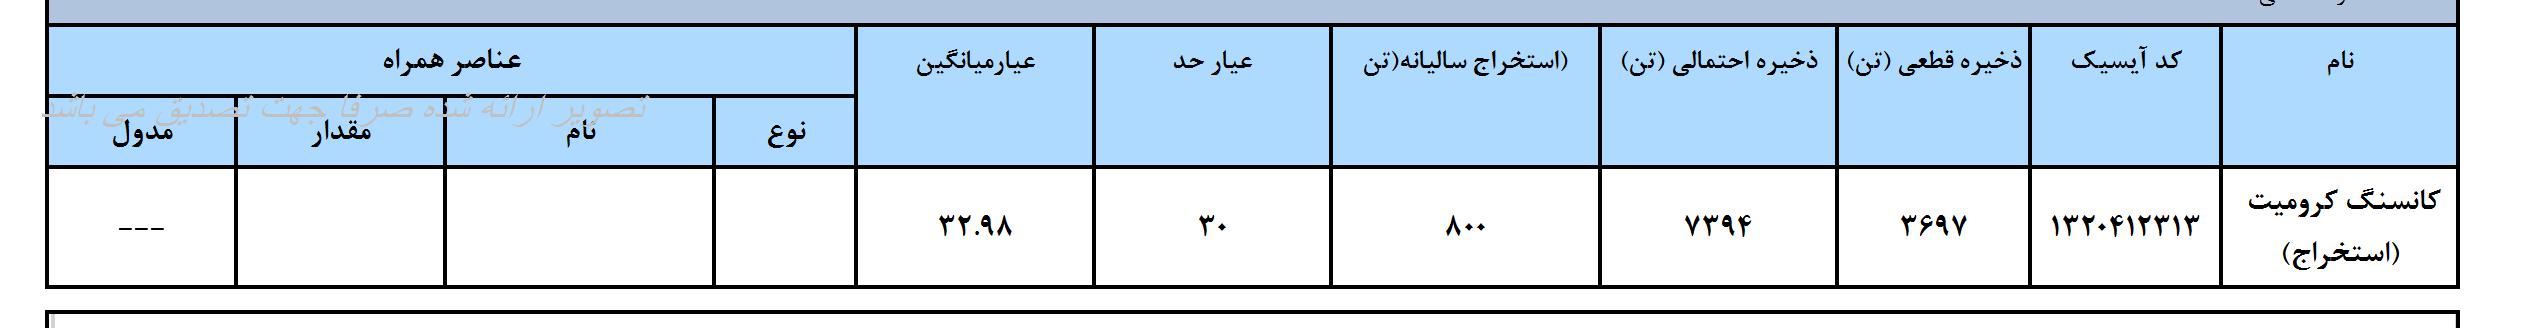 نام
کد آیسیک
ذخیره قطعی (تن)
ذخیره احتمالی (تن)
(استخراج سالیانه(تن
عیار حد
عیارمیانگین
عناصر همراه
نوع
نام
مقدار
مدول
تصویر ارائه شده صرفا جهت تصدیق می باشد
کانسنگ کرومیت
(استخراج)
۱۳۲۰۴۱۲۳۱۳
۳۶۹۷
۷۳۹۴
۸۰۰
۳۰
۳۲.۹۸
---